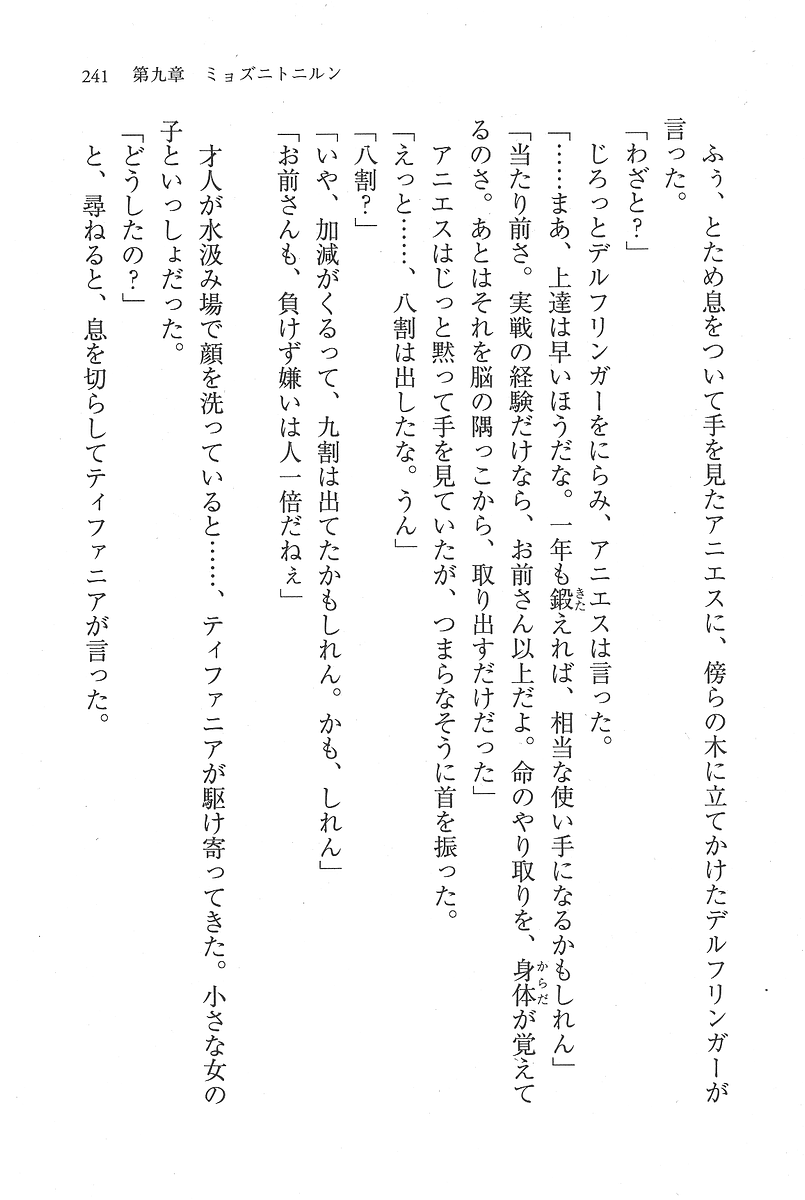 241　第九章　ミョズニトニルン
　ふぅ、とため息をついて手を見たアニエスに、傍らの木に立てかけたデルフリンガーが
言った。
「わざと？」
　じろっとデルフリンガーをにらみ、アニエスは言った。
「……まあ、上達は早いほうだな。一年も鍛えれば、相当な使い手になるかもしれん」
「当たり前さ。実戦の経験だけなら、お前さん以上だよ。命のやり取りを、身体が覚えて
るのさ。あとはそれを脳の隅っこから、取り出すだけだった」
　アニエスはじっと黙って手を見ていたが、つまらなそうに首を振った。
「えっと……、八割は出したな。うん」
「八割？」
「いや、加減がくるって、九割は出てたかもしれん。かも、しれん」
「お前さんも、負けず嫌いは人一倍だねぇ」
　才人が水汲み場で顔を洗っていると……、ティファニアが駆け寄ってきた。小さな女の
子といっしょだった。
「どうしたの？」
　と、尋ねると、息を切らしてティファニアが言った。